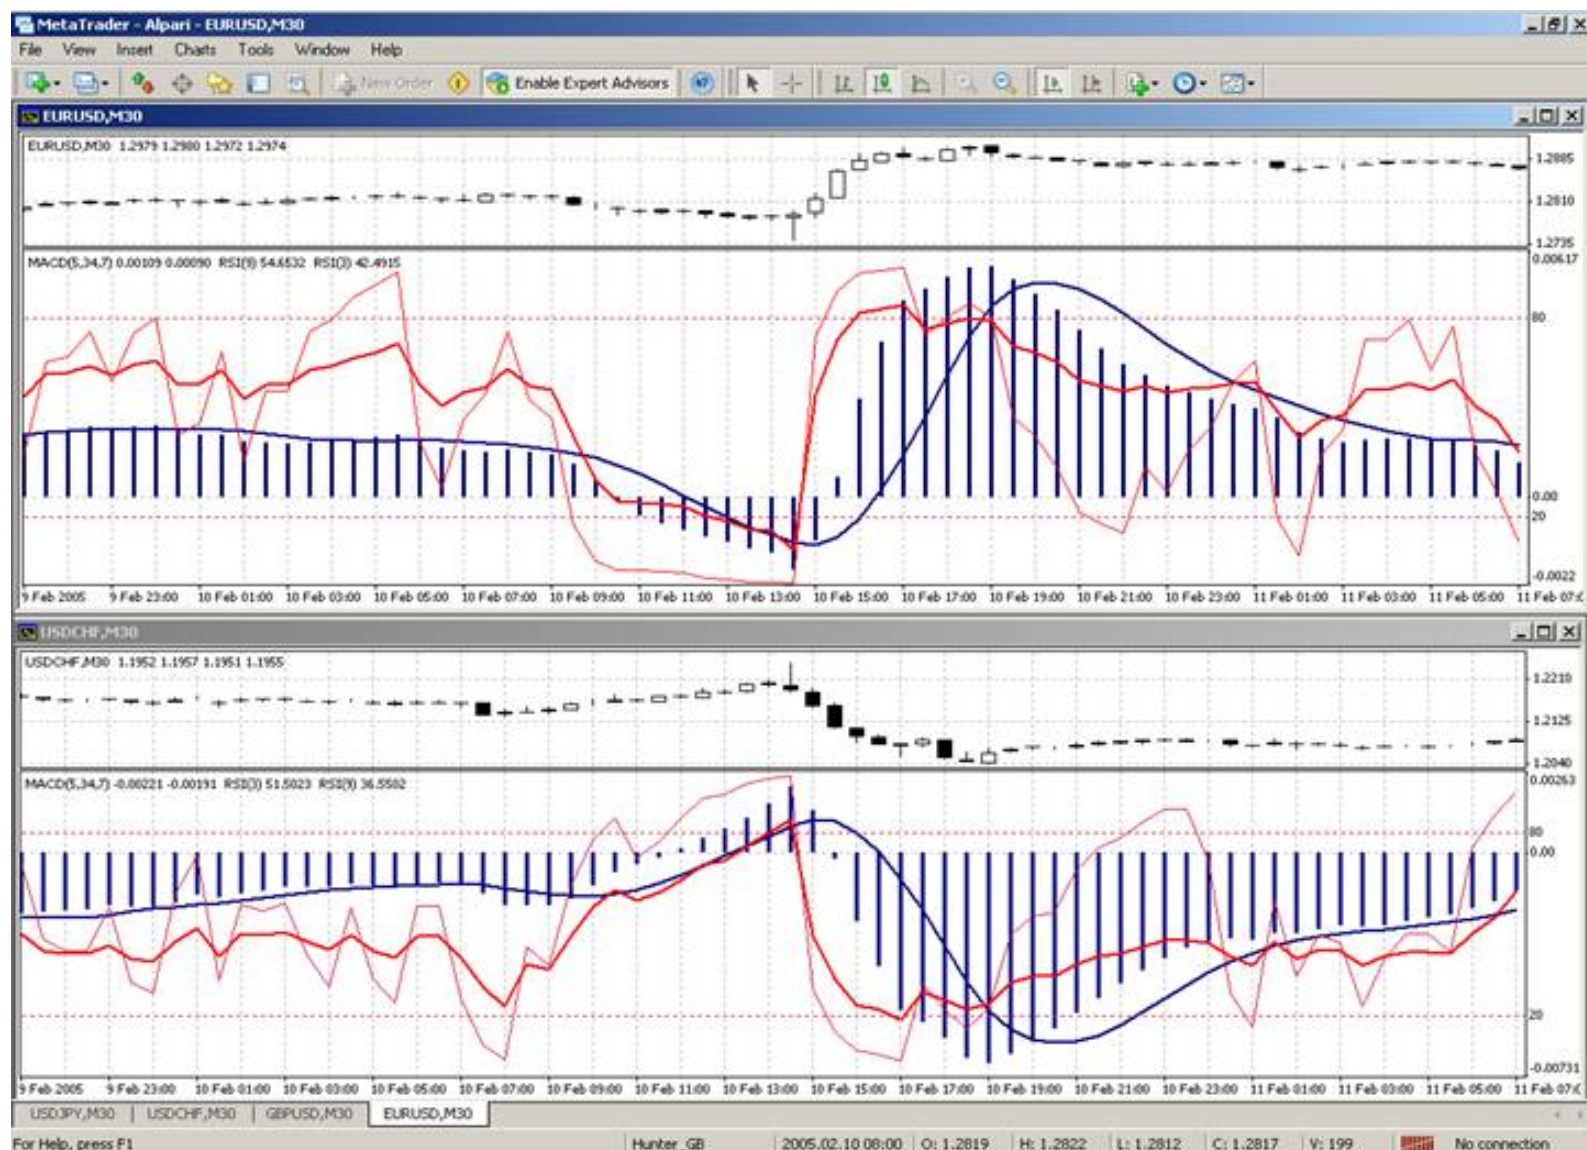 MetaTrader - Alpari - EURUSD,M30
File View Insert Charts Tools Window Help
New Order Enable Expert Advisors
EURUSD,M30
EURUSD,M30 1.2979 1.2980 1.2972 1.2974
1.2885
1.2810
1.2735
MACD(5,34,7) 0.00109 0.00090 RSI(9) 54.6532 RSI(3) 42.4915
0.00617
80
0.00
20
-0.0022
9 Feb 2005 9 Feb 23:00 10 Feb 01:00 10 Feb 03:00 10 Feb 05:00 10 Feb 07:00 10 Feb 09:00 10 Feb 11:00 10 Feb 13:00 10 Feb 15:00 10 Feb 17:00 10 Feb 19:00 10 Feb 21:00 10 Feb 23:00 11 Feb 01:00 11 Feb 03:00 11 Feb 05:00 11 Feb 07:0
USDCHF,M30
USDCHF,M30 1.1952 1.1957 1.1951 1.1955
1.2210
1.2125
1.2040
MACD(5,34,7) -0.00221 -0.00191 RSI(3) 51.5023 RSI(9) 36.5502
0.00263
80
0.00
20
-0.00731
9 Feb 2005 9 Feb 23:00 10 Feb 01:00 10 Feb 03:00 10 Feb 05:00 10 Feb 07:00 10 Feb 09:00 10 Feb 11:00 10 Feb 13:00 10 Feb 15:00 10 Feb 17:00 10 Feb 19:00 10 Feb 21:00 10 Feb 23:00 11 Feb 01:00 11 Feb 03:00 11 Feb 05:00 11 Feb 07:0
USDJPY,M30 USDCHF,M30 GBPUSD,M30 EURUSD,M30
For Help, press F1 Hunter_GB 2005.02.10 08:00 O: 1.2819 H: 1.2822 L: 1.2812 C: 1.2817 V: 199 No connection